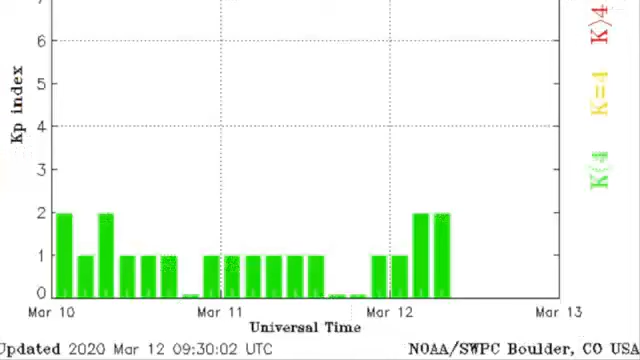 7
6
5
4
3
2
1
0
Kp index
Mar 10 Mar 11 Mar 12 Mar 13
Universal Time
Updated 2020 Mar 12 09:30:02 UTC
NOAA/SWPC Boulder, CO USA
K>4
K=4
K<4